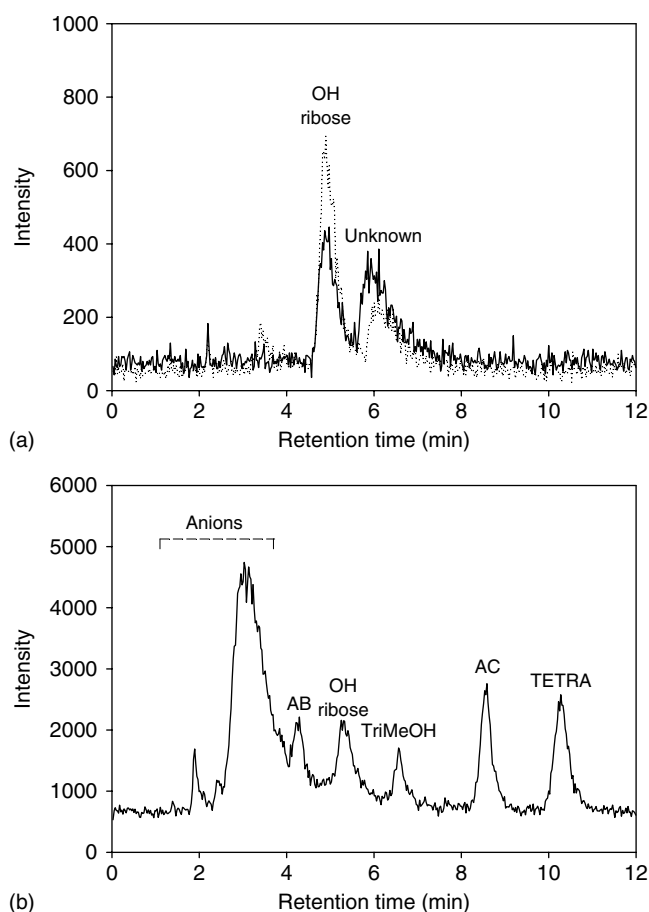 1000
800
600
400
200
0
Intensity
OH
ribose
Unknown
0 2 4 6 8 10 12
Retention time (min)
(a)
6000
5000
4000
3000
2000
1000
0
Intensity
Anions
AB
OH
ribose
TriMeOH
AC
TETRA
0 2 4 6 8 10 12
Retention time (min)
(b)